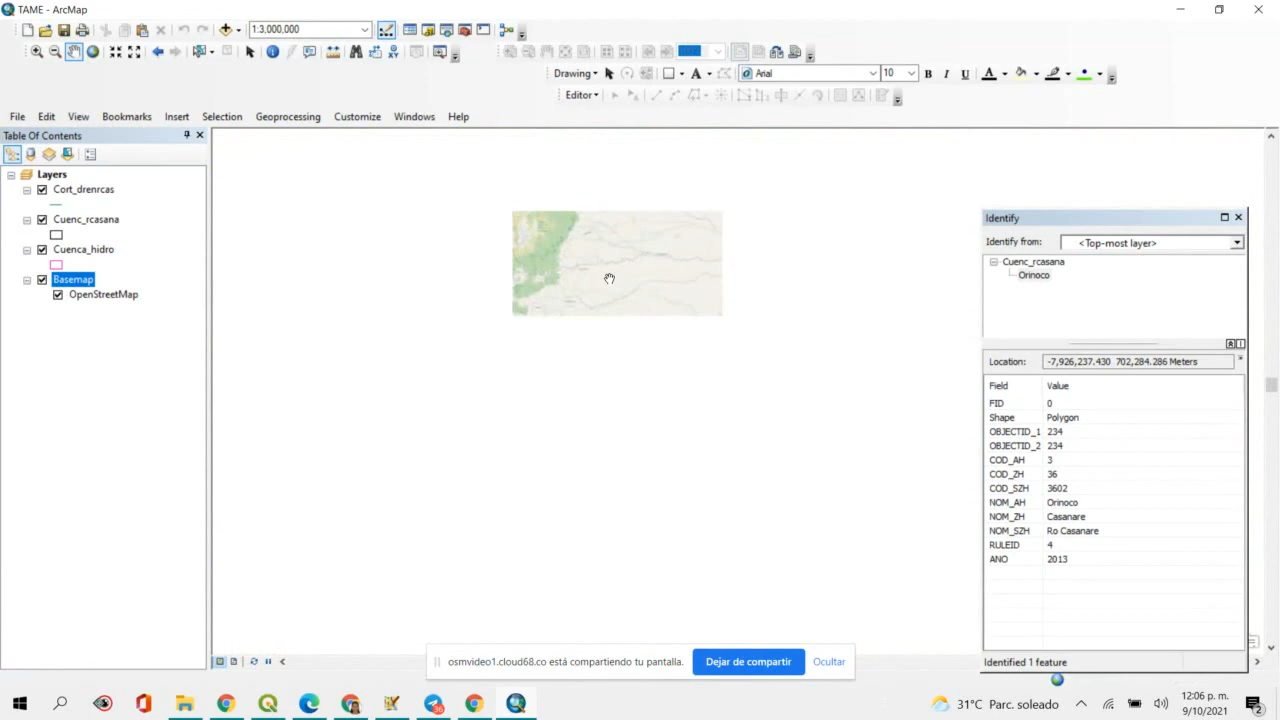 TAME - ArcMap
1:3,000,000
Drawing
Arial
10
B I U A
Editor
File Edit View Bookmarks Insert Selection Geoprocessing Customize Windows Help
Table Of Contents
Layers
Cort_drenrcas
Cuenc_rcasana
Cuenca_hidro
Basemap
OpenStreetMap
Identify
Identify from: <Top-most layer>
Cuenc_rcasana
Orinoco
Location: -7,926,237.430 702,284.286 Meters
Field Value
FID 0
Shape Polygon
OBJECTID_1 234
OBJECTID_2 234
COD_AH 3
COD_ZH 36
COD_SZH 3602
NOM_AH Orinoco
NOM_ZH Casanare
NOM_SZH Ro Casanare
RULEID 4
ANO 2013
Identified 1 feature
osmvideo1.cloud68.co está compartiendo tu pantalla. Dejar de compartir Ocultar
36
31°C Parc. soleado
12:06 p. m.
9/10/2021
2